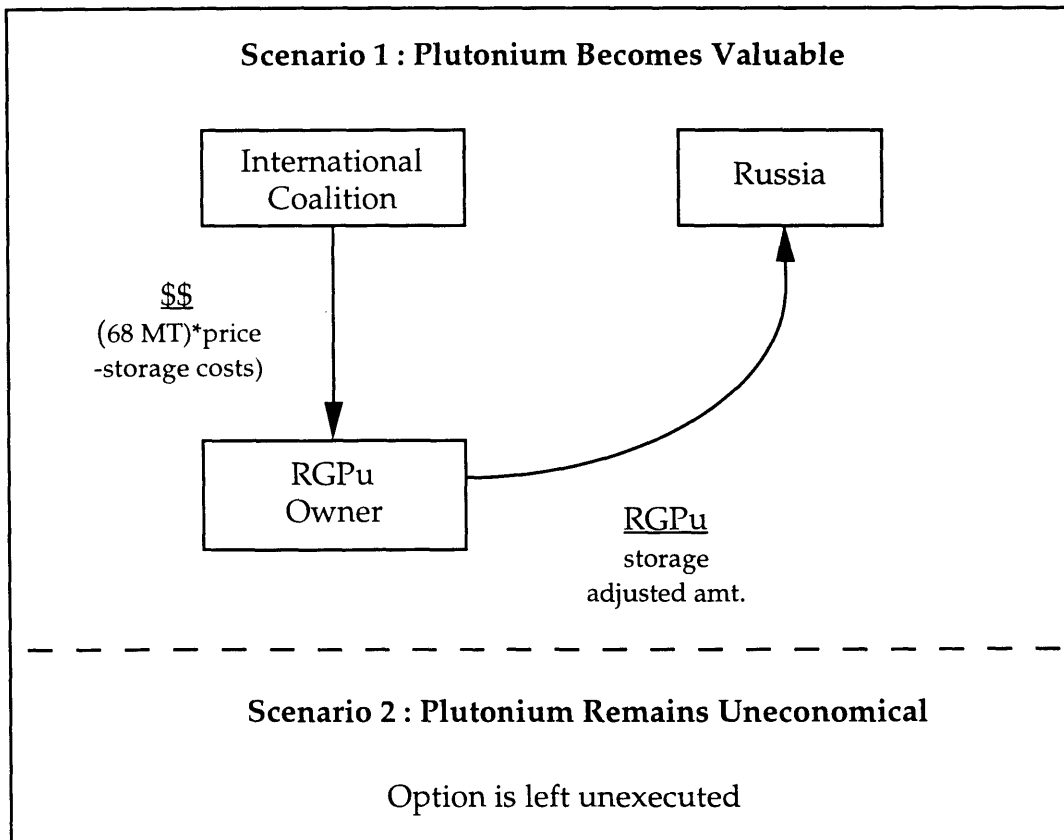 Scenario 1 : Plutonium Becomes Valuable
International
Coalition
Russia
$$
(68 MT)*price
-storage costs)
RGPu
Owner
RGPu
storage
adjusted amt.
Scenario 2 : Plutonium Remains Uneconomical
Option is left unexecuted